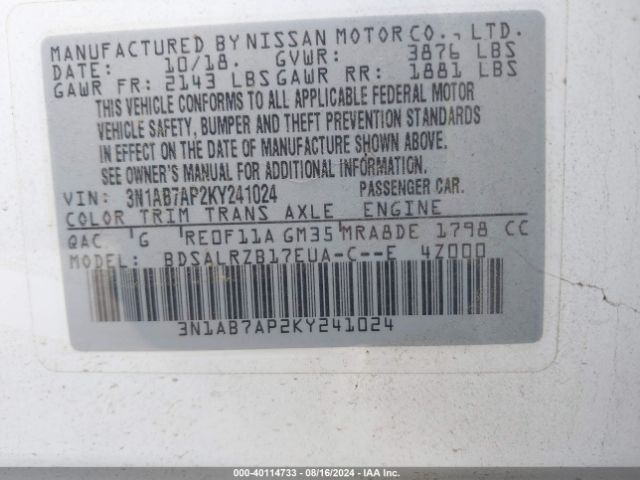 MANUFACTURED BY NISSAN MOTOR CO., LTD.
DATE: 10/18. GVWR: 3876 LBS
GAWR FR: 2143 LBS GAWR RR: 1881 LBS
THIS VEHICLE CONFORMS TO ALL APPLICABLE FEDERAL MOTOR
VEHICLE SAFETY, BUMPER AND THEFT PREVENTION STANDARDS
IN EFFECT ON THE DATE OF MANUFACTURE SHOWN ABOVE.
SEE OWNER'S MANUAL FOR ADDITIONAL INFORMATION.
VIN: 3N1AB7AP2KY241024 PASSENGER CAR.
COLOR TRIM TRANS AXLE ENGINE
QAC G RE0F11A GM35 MRA8DE 1798 CC
MODEL: BDSALRZB17EUA-C--E 4Z000
3N1AB7AP2KY241024
000-40114733 - 08/16/2024 - IAA Inc.